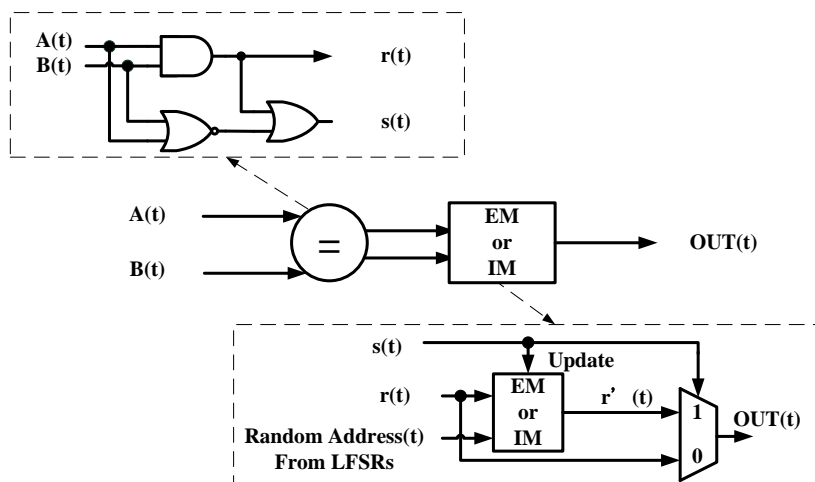 A(t)
B(t)
r(t)
s(t)
A(t)
B(t)
=
EM
or
IM
OUT(t)
s(t)
Update
r(t)
EM
or
IM
r' (t)
1
0
OUT(t)
Random Address(t)
From LFSRs